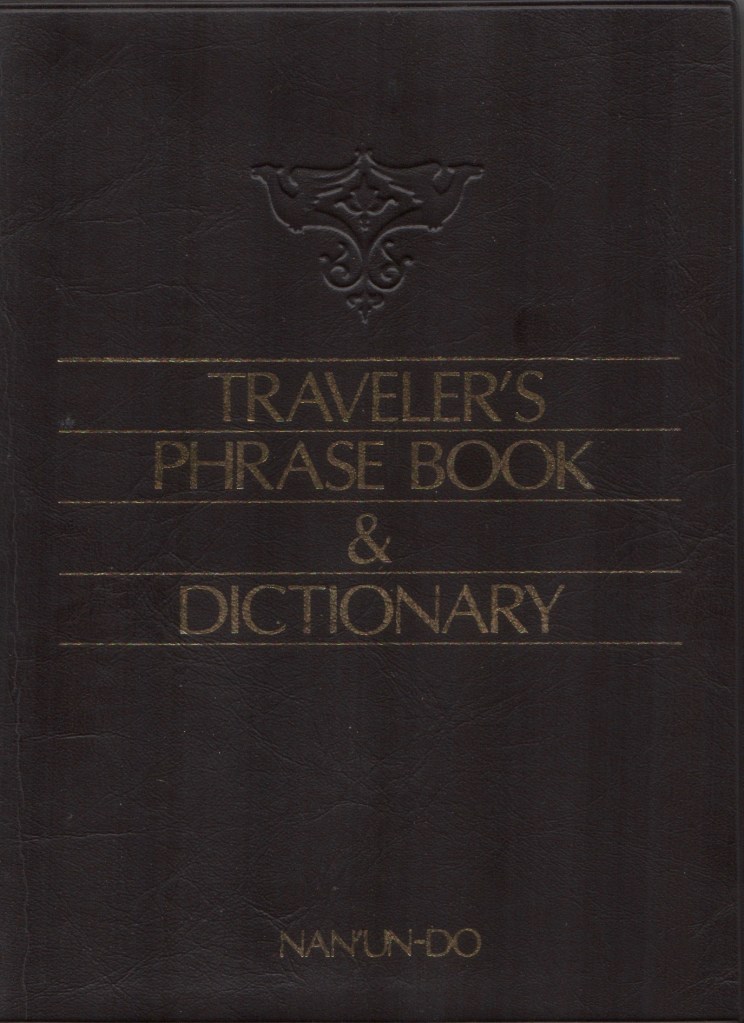 TRAVELER'S
PHRASE BOOK
&
DICTIONARY
NAN'UN-DO